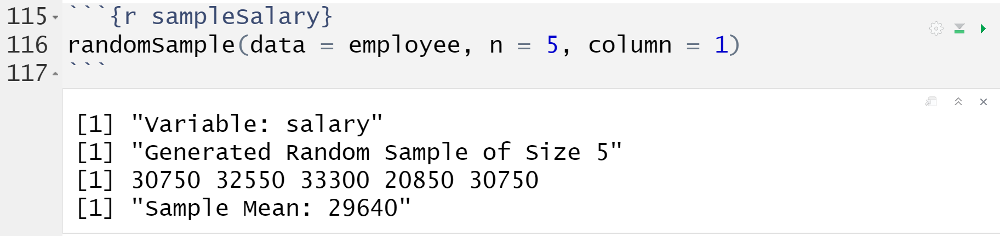 115 ```{r sampleSalary}
116 randomSample(data = employee, n = 5, column = 1)
117 ```
[1] "Variable: salary"
[1] "Generated Random Sample of Size 5"
[1] 30750 32550 33300 20850 30750
[1] "Sample Mean: 29640"